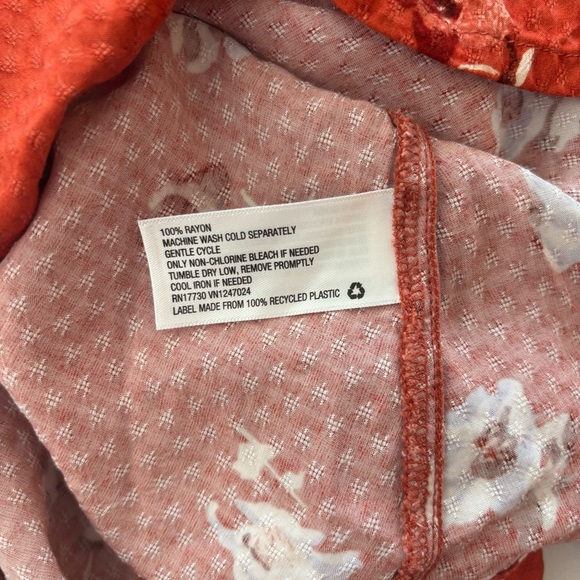 100% RAYON
MACHINE WASH COLD SEPARATELY
GENTLE CYCLE
ONLY NON-CHLORINE BLEACH IF NEEDED
TUMBLE DRY LOW, REMOVE PROMPTLY
COOL IRON IF NEEDED
RN17730 VN1247024
LABEL MADE FROM 100% RECYCLED PLASTIC